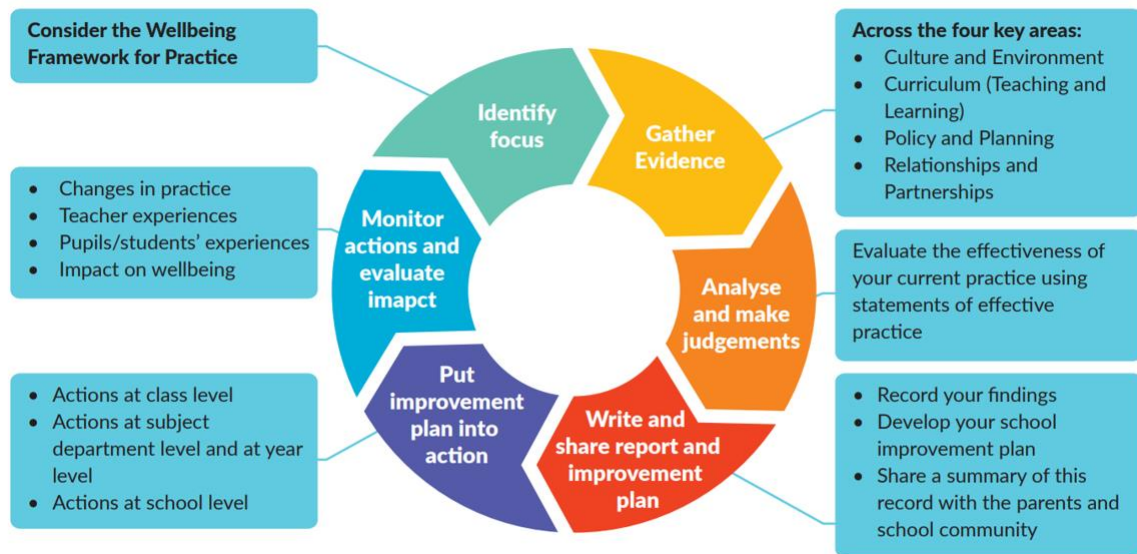 Consider the Wellbeing
Framework for Practice
Identify
focus
Gather
Evidence
Across the four key areas:
• Culture and Environment
• Curriculum (Teaching and
Learning)
• Policy and Planning
• Relationships and
Partnerships
• Changes in practice
• Teacher experiences
• Pupils/students' experiences
• Impact on wellbeing
Monitor
actions and
evaluate
imapct
Analyse
and make
judgements
Evaluate the effectiveness of
your current practice using
statements of effective
practice
• Actions at class level
• Actions at subject
department level and at year
level
• Actions at school level
Put
improvement
plan into
action
Write and
share report and
improvement
plan
• Record your findings
• Develop your school
improvement plan
• Share a summary of this
record with the parents and
school community